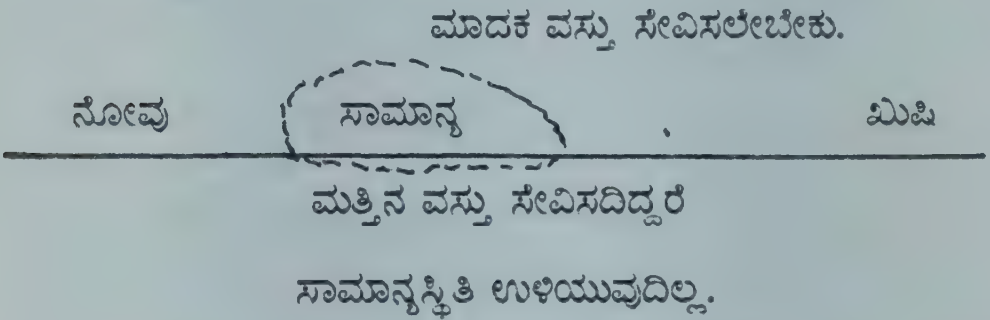 ಮಾದಕ ವಸ್ತು ಸೇವಿಸಲೇಬೇಕು.
ನೋವು ಸಾಮಾನ್ಯ ಖುಷಿ
ಮತ್ತಿನ ವಸ್ತು ಸೇವಿಸದಿದ್ದರೆ
ಸಾಮಾನ್ಯಸ್ಥಿತಿ ಉಳಿಯುವುದಿಲ್ಲ.